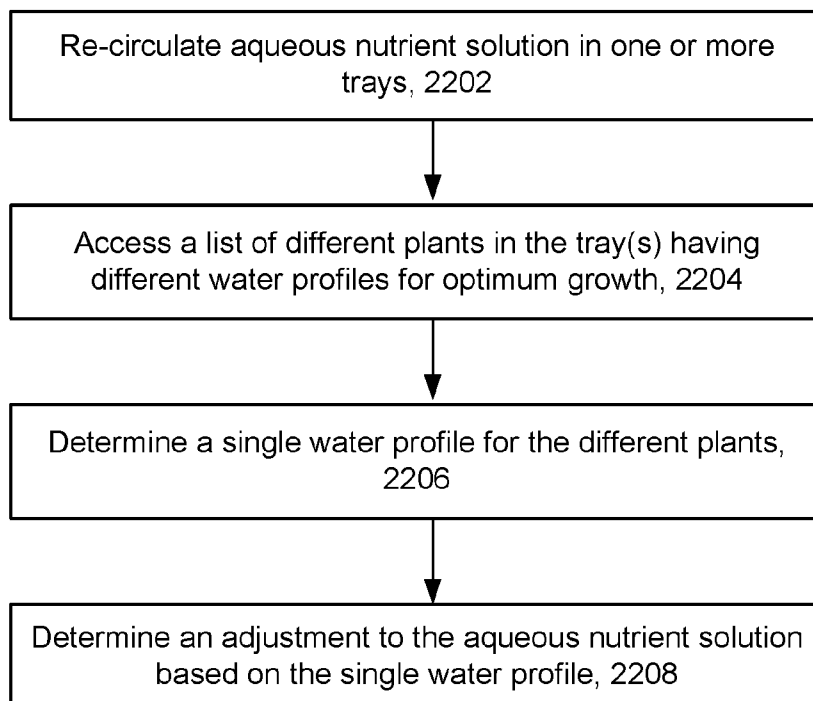 Re-circulate aqueous nutrient solution in one or more
trays, 2202
Access a list of different plants in the tray(s) having
different water profiles for optimum growth, 2204
Determine a single water profile for the different plants,
2206
Determine an adjustment to the aqueous nutrient solution
based on the single water profile, 2208